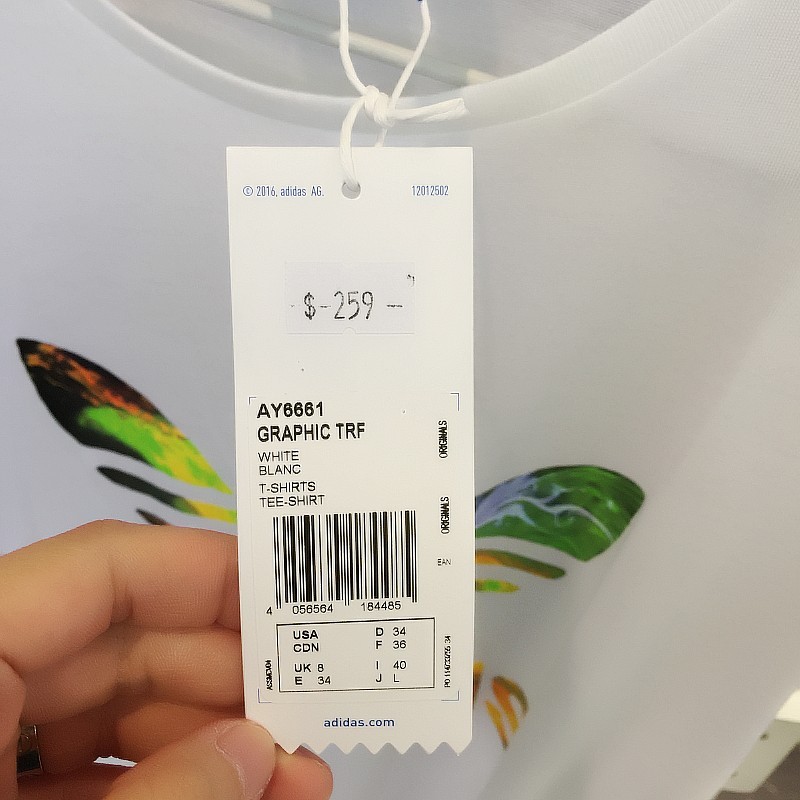 © 2016, adidas AG. 12012502
$-259-
AY6661
GRAPHIC TRF
WHITE
BLANC
T-SHIRTS
TEE-SHIRT
ORIGINALS
ORIGINALS
EAN
4 056564 184485
USA D 34
CDN F 36
UK 8 I 40
E 34 J L
adidas.com